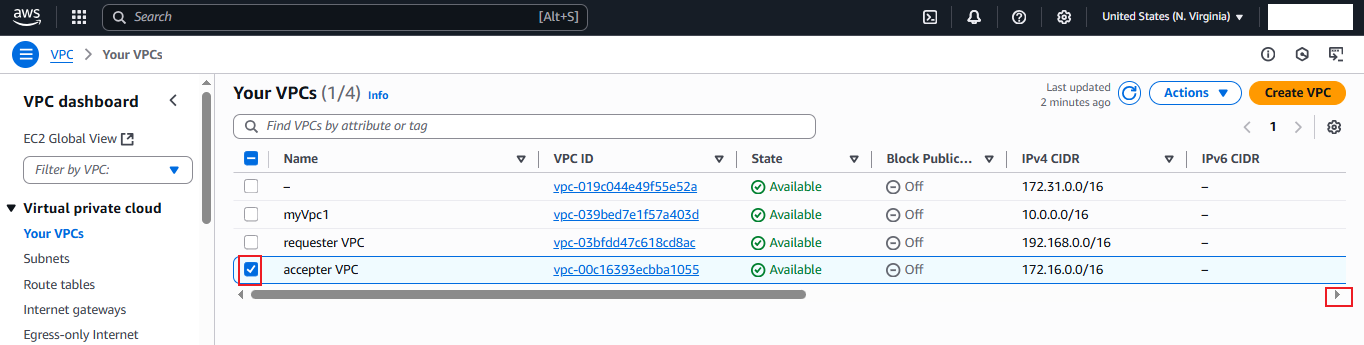 aws Search [Alt+S] United States (N. Virginia)
VPC Your VPCs
VPC dashboard
EC2 Global View
Filter by VPC:
Virtual private cloud
Your VPCs
Subnets
Route tables
Internet gateways
Egress-only Internet
Your VPCs (1/4) Info
Last updated
2 minutes ago
Actions
Create VPC
Find VPCs by attribute or tag
1
Name VPC ID State Block Public... IPv4 CIDR IPv6 CIDR
– vpc-019c044e49f55e52a Available Off 172.31.0.0/16 –
myVpc1 vpc-039bed7e1f57a403d Available Off 10.0.0.0/16 –
requester VPC vpc-03bfdd47c618cd8ac Available Off 192.168.0.0/16 –
accepter VPC vpc-00c16393ecbba1055 Available Off 172.16.0.0/16 –